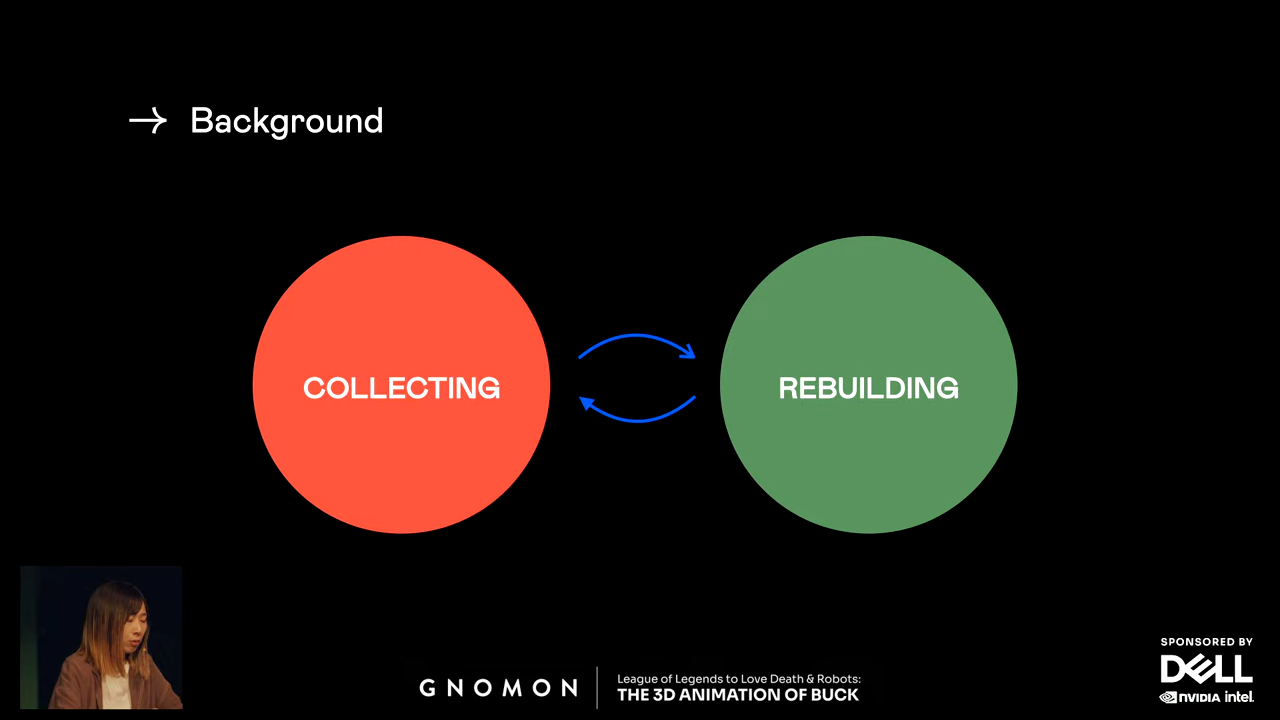 Background
COLLECTING
REBUILDING
GNOMON
League of Legends to Love Death & Robots:
THE 3D ANIMATION OF BUCK
SPONSORED BY
DELL
NVIDIA intel.